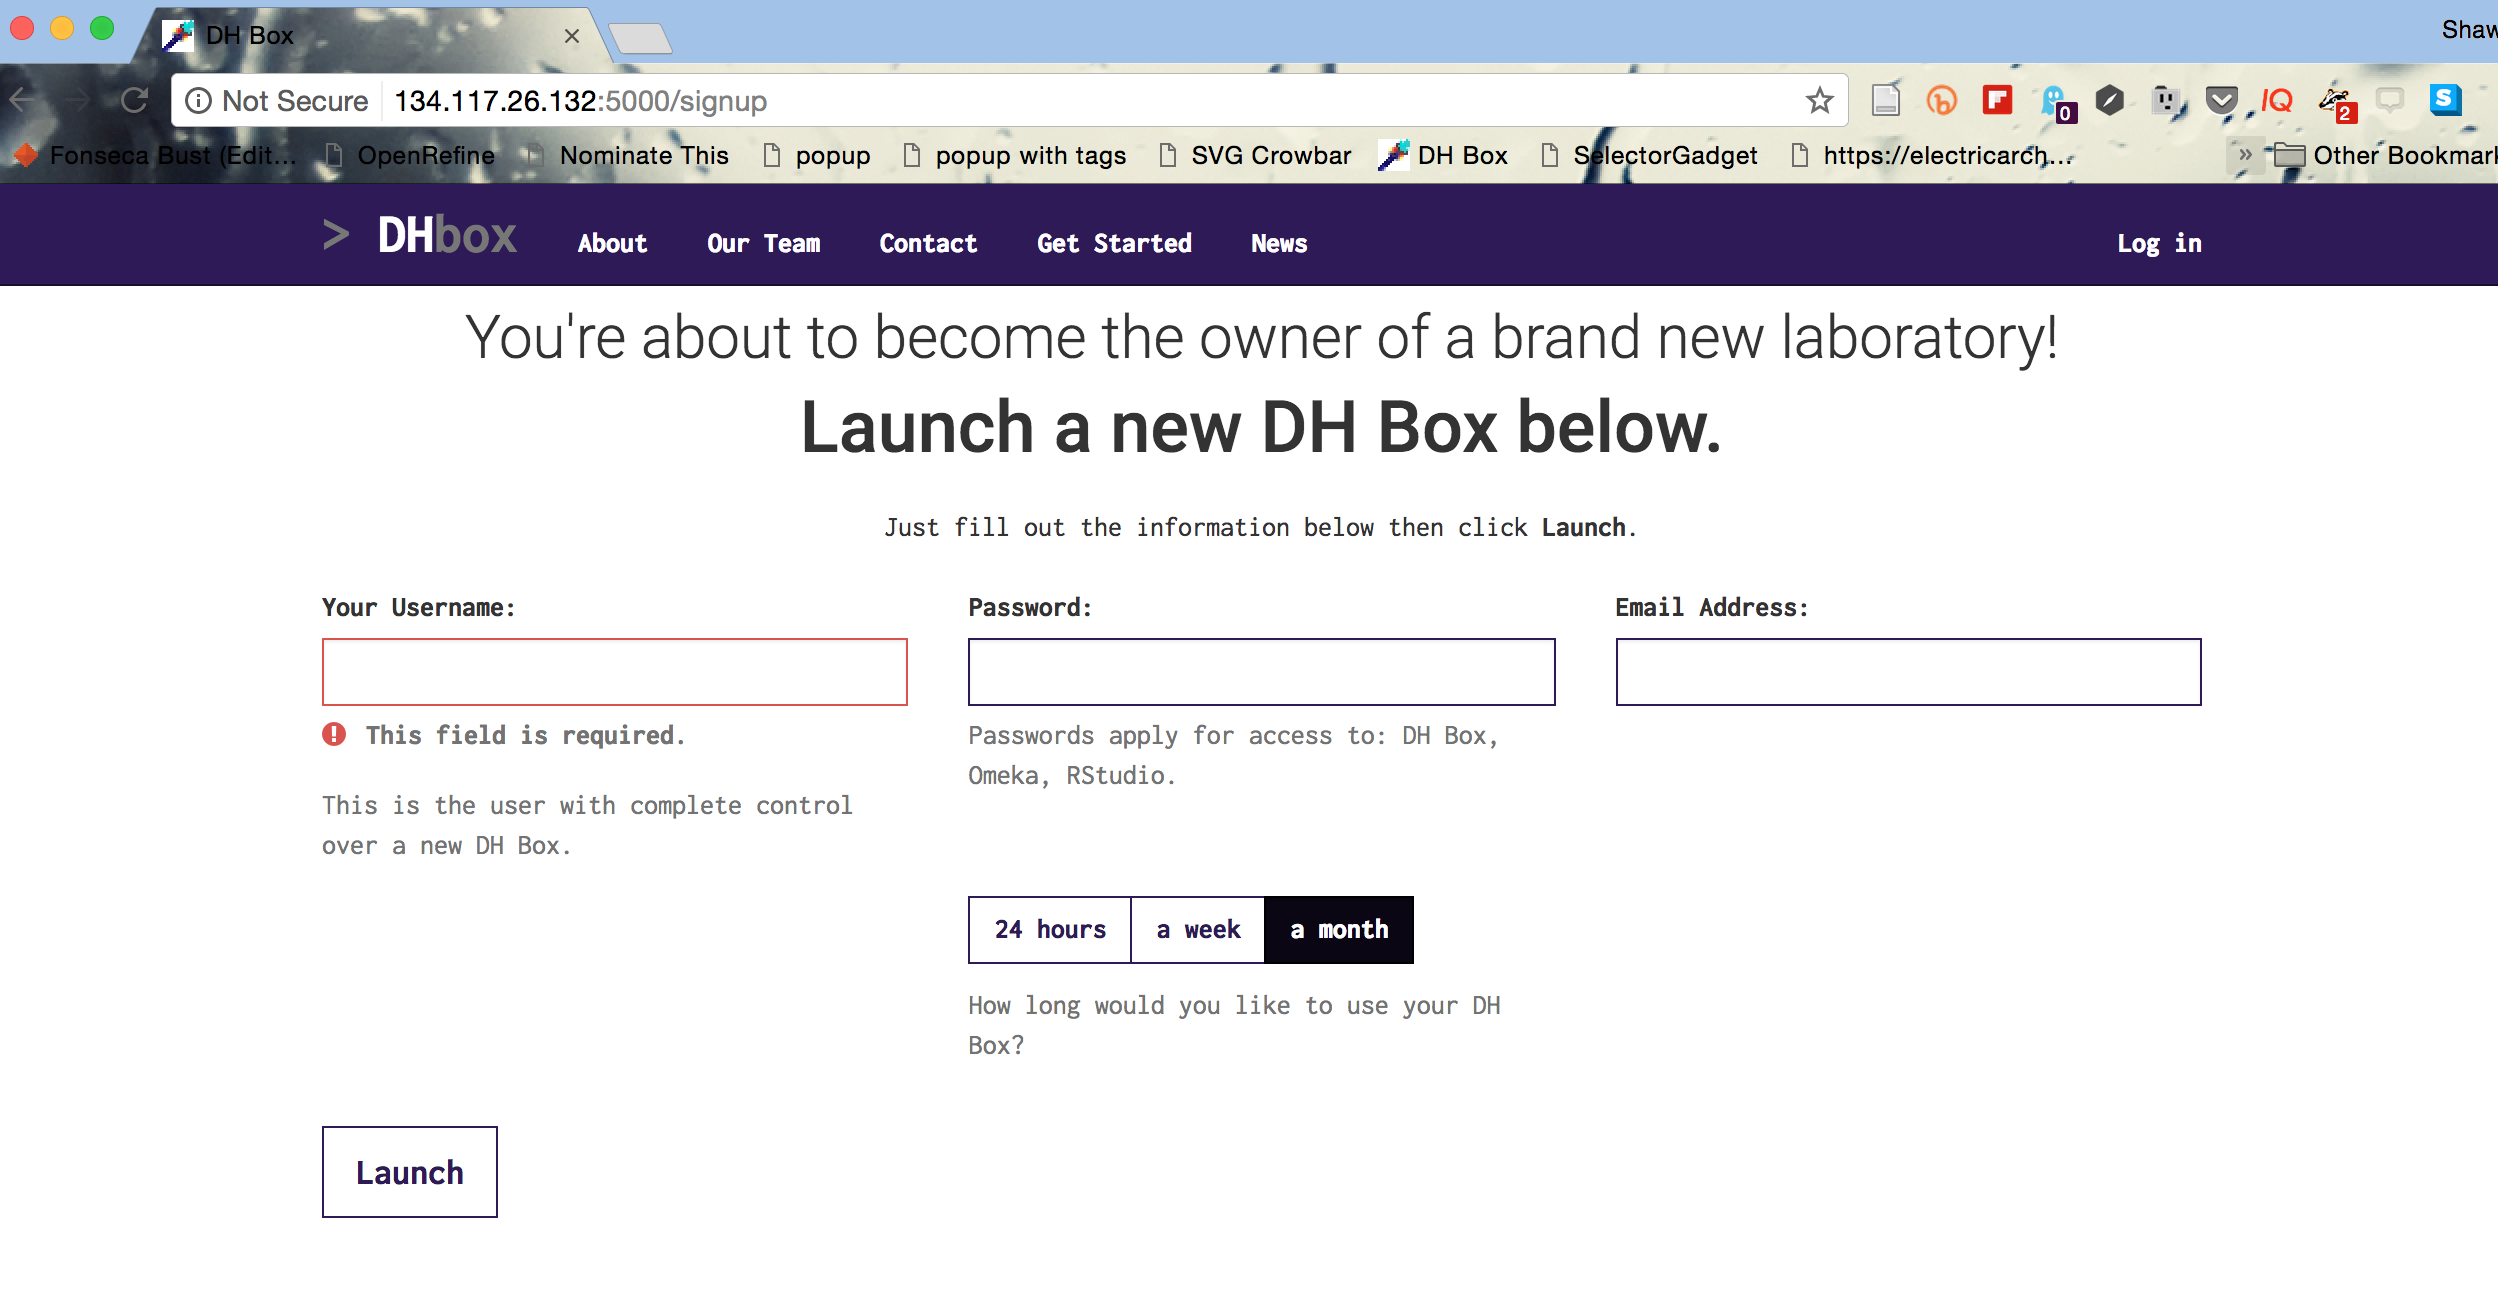 DH Box
Shaw
Not Secure 134.117.26.132:5000/signup
0
IQ
2
S
Fonseca Bust (Edit... OpenRefine Nominate This popup popup with tags SVG Crowbar DH Box SelectorGadget https://electricarch... » Other Bookmark
> DHbox About Our Team Contact Get Started News Log in
You're about to become the owner of a brand new laboratory!
Launch a new DH Box below.
Just fill out the information below then click Launch.
Your Username: Password: Email Address:
This field is required.
Passwords apply for access to: DH Box,
Omeka, RStudio.
This is the user with complete control
over a new DH Box.
24 hours a week a month
How long would you like to use your DH
Box?
Launch